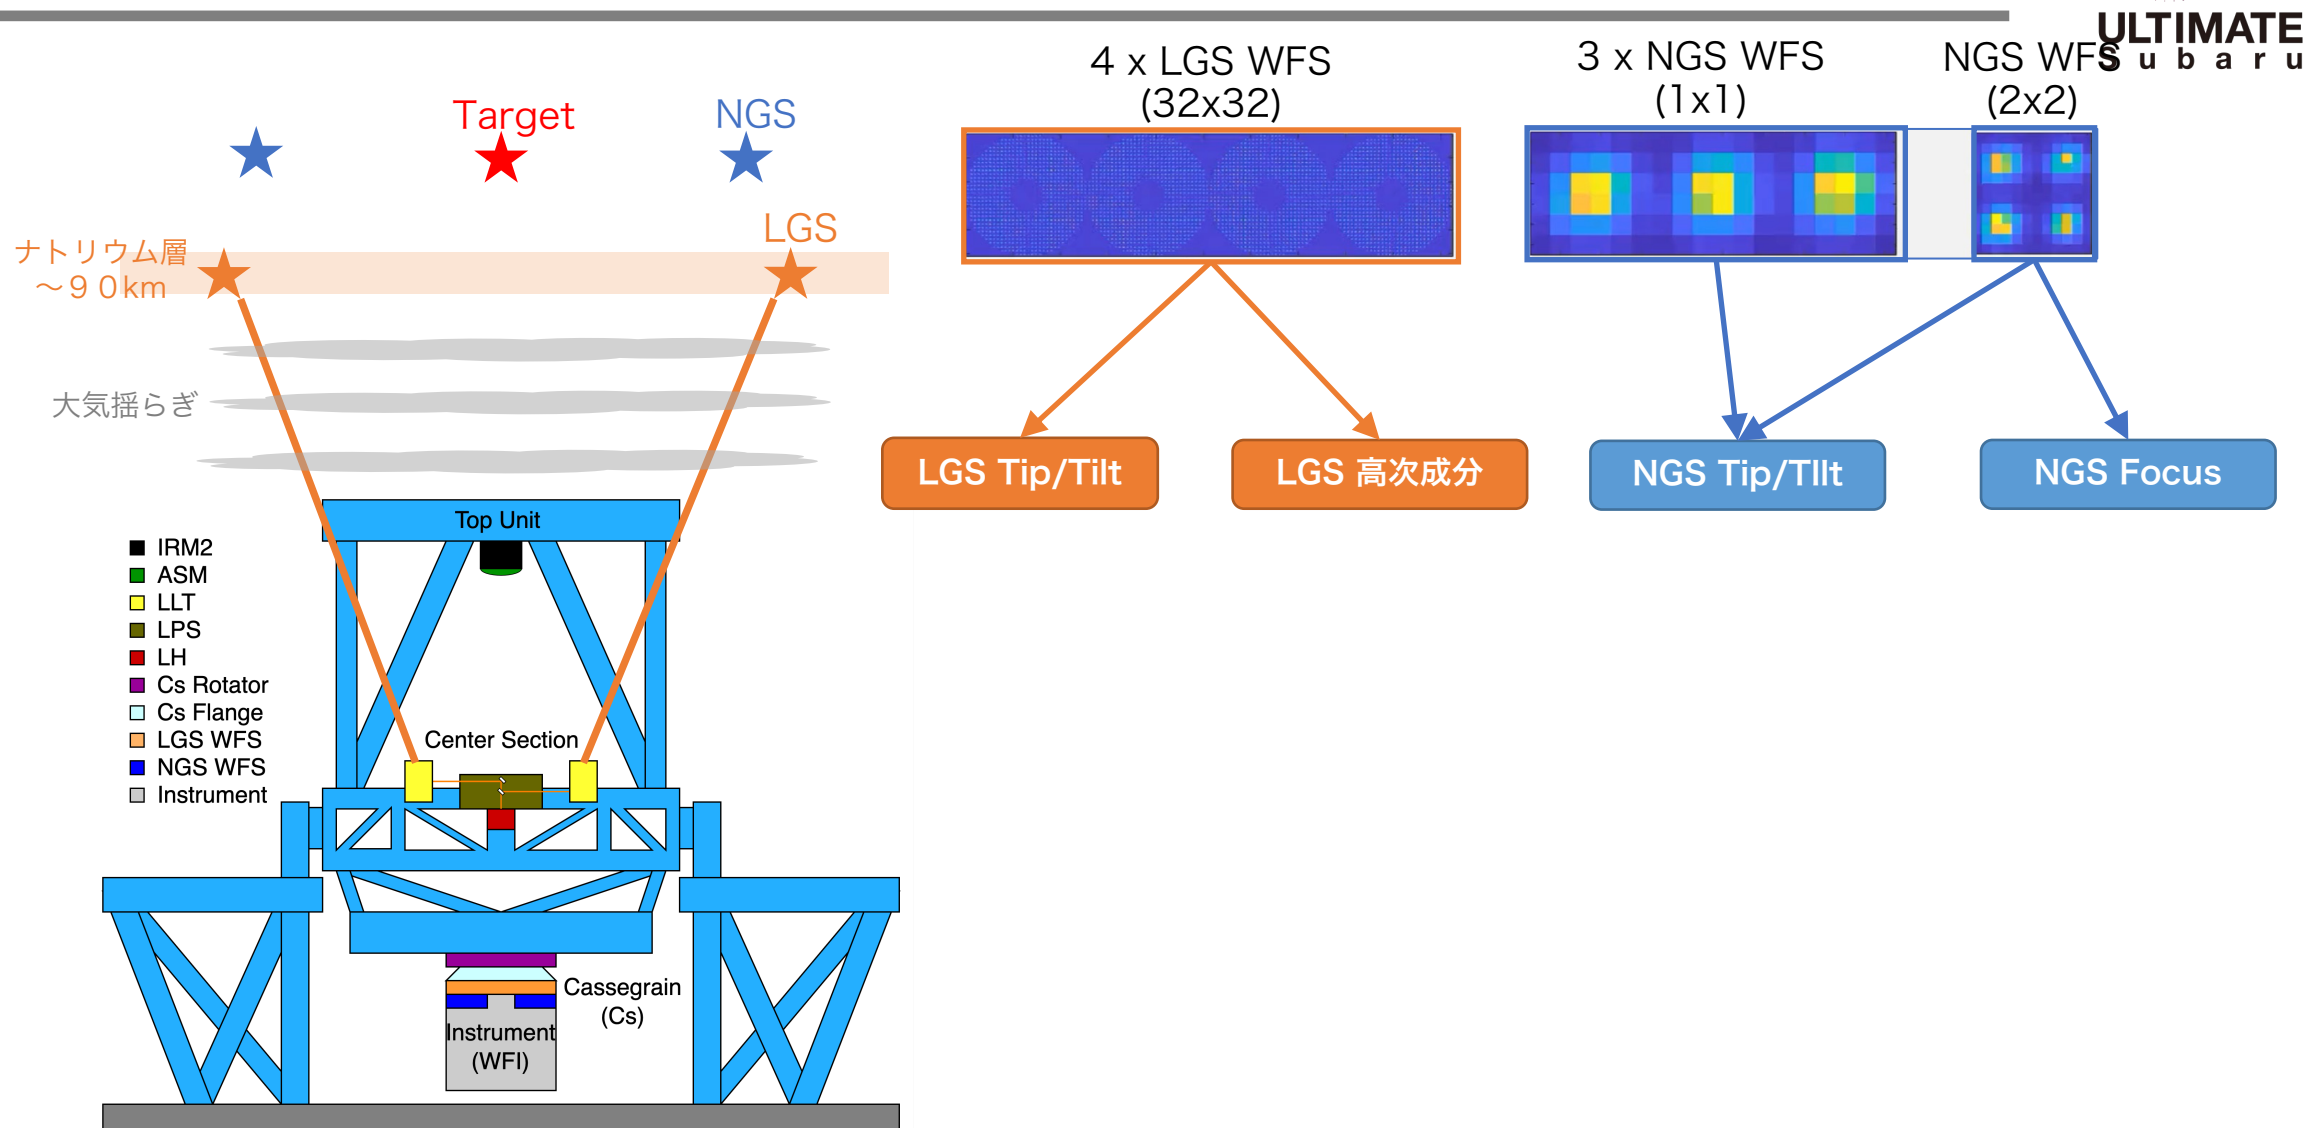 ULTIMATE
Subaru
4 x LGS WFS
(32x32)
3 x NGS WFS
(1x1)
NGS WFS
(2x2)
Target
NGS
LGS
ナトリウム層
〜９０km
大気揺らぎ
LGS Tip/Tilt
LGS 高次成分
NGS Tip/TIlt
NGS Focus
Top Unit
IRM2
ASM
LLT
LPS
LH
Cs Rotator
Cs Flange
LGS WFS
NGS WFS
Instrument
Center Section
Cassegrain
(Cs)
Instrument
(WFI)